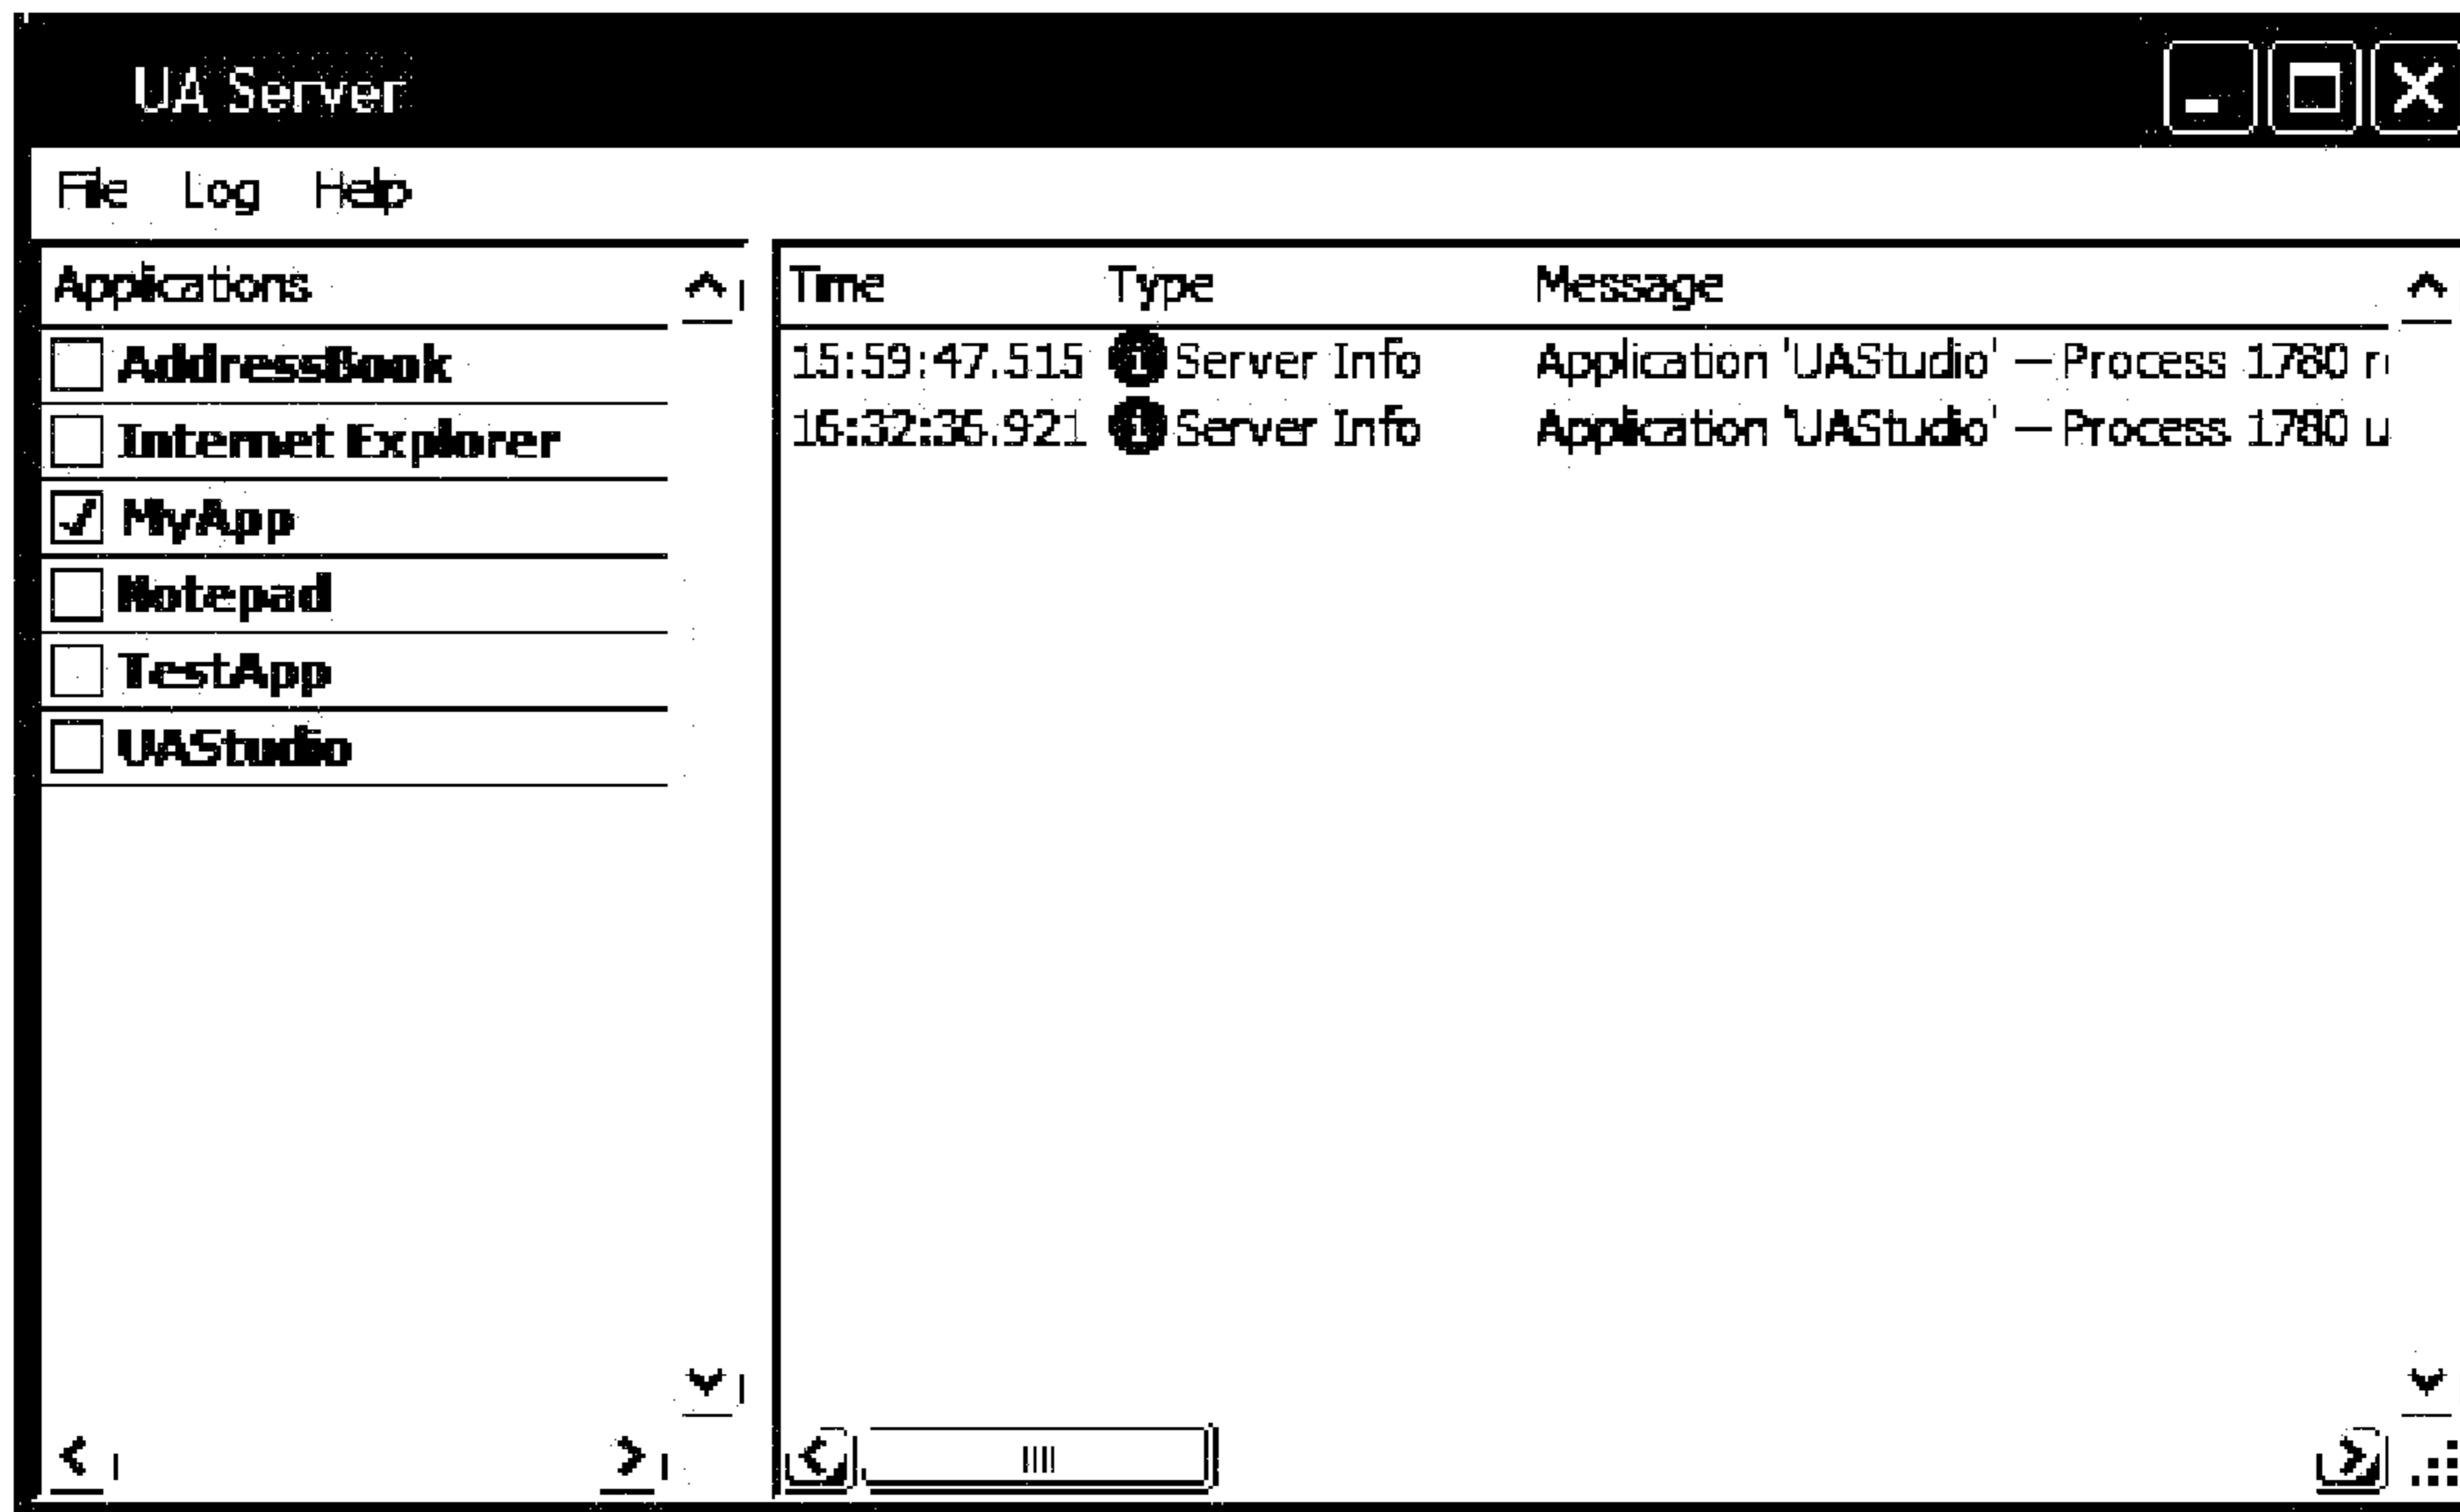 UA Server
File Log Help
Applications
AddressBook
Internet Explorer
MyApp
Notepad
TestApp
UAStudio
Time Type Message
15:59:47.515 Server Info Application 'UAStudio' — Process 1780 r
16:32:36.921 Server Info Application 'UAStudio' — Process 1780 u